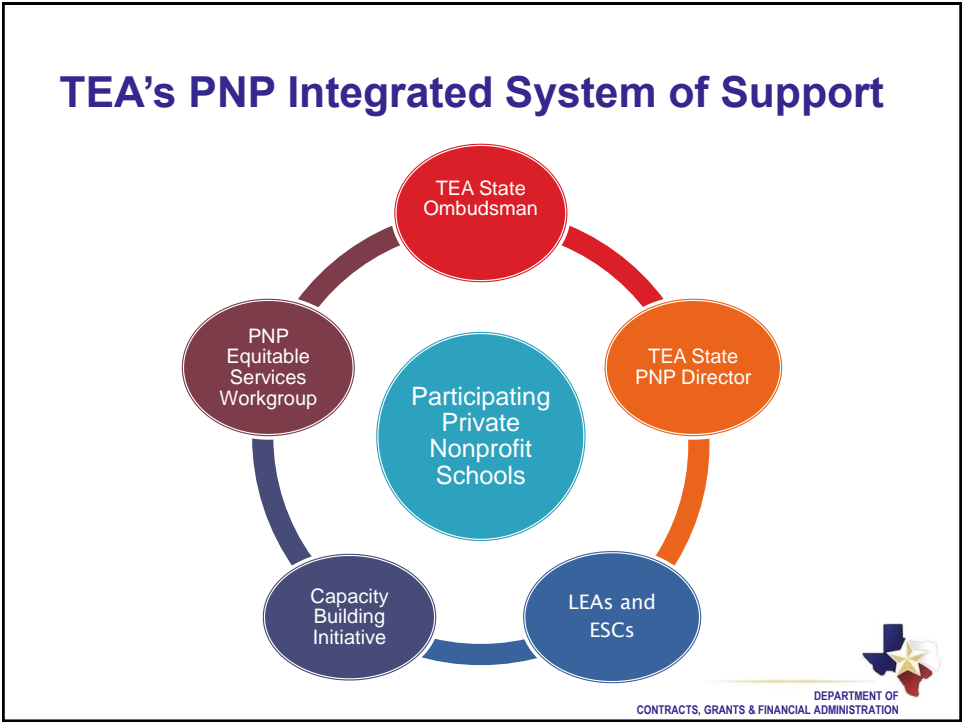 TEA’s PNP Integrated System of Support
TEA State
Ombudsman
TEA State
PNP Director
LEAs and
ESCs
Capacity
Building
Initiative
PNP
Equitable
Services
Workgroup
Participating
Private
Nonprofit
Schools
DEPARTMENT OF
CONTRACTS, GRANTS & FINANCIAL ADMINISTRATION